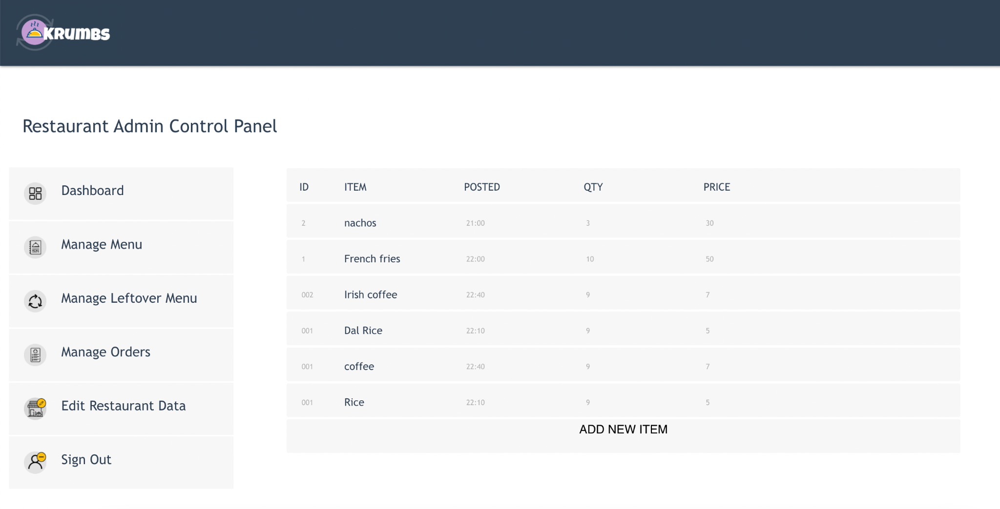 KRumBS
Restaurant Admin Control Panel
Dashboard
Manage Menu
Manage Leftover Menu
Manage Orders
Edit Restaurant Data
Sign Out
ID ITEM POSTED QTY PRICE
2 nachos 21:00 3 30
1 French fries 22:00 10 50
002 Irish coffee 22:40 9 7
001 Dal Rice 22:10 9 5
001 coffee 22:40 9 7
001 Rice 22:10 9 5
ADD NEW ITEM